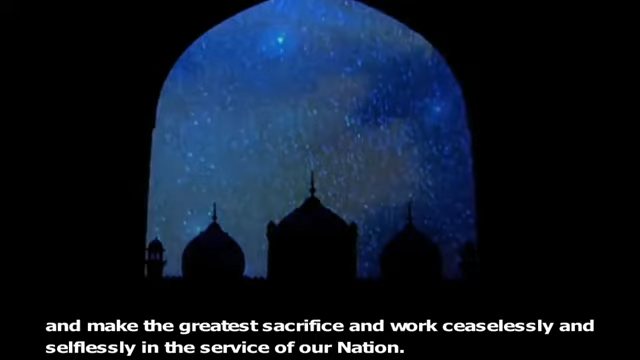 and make the greatest sacrifice and work ceaselessly and
selflessly in the service of our Nation.